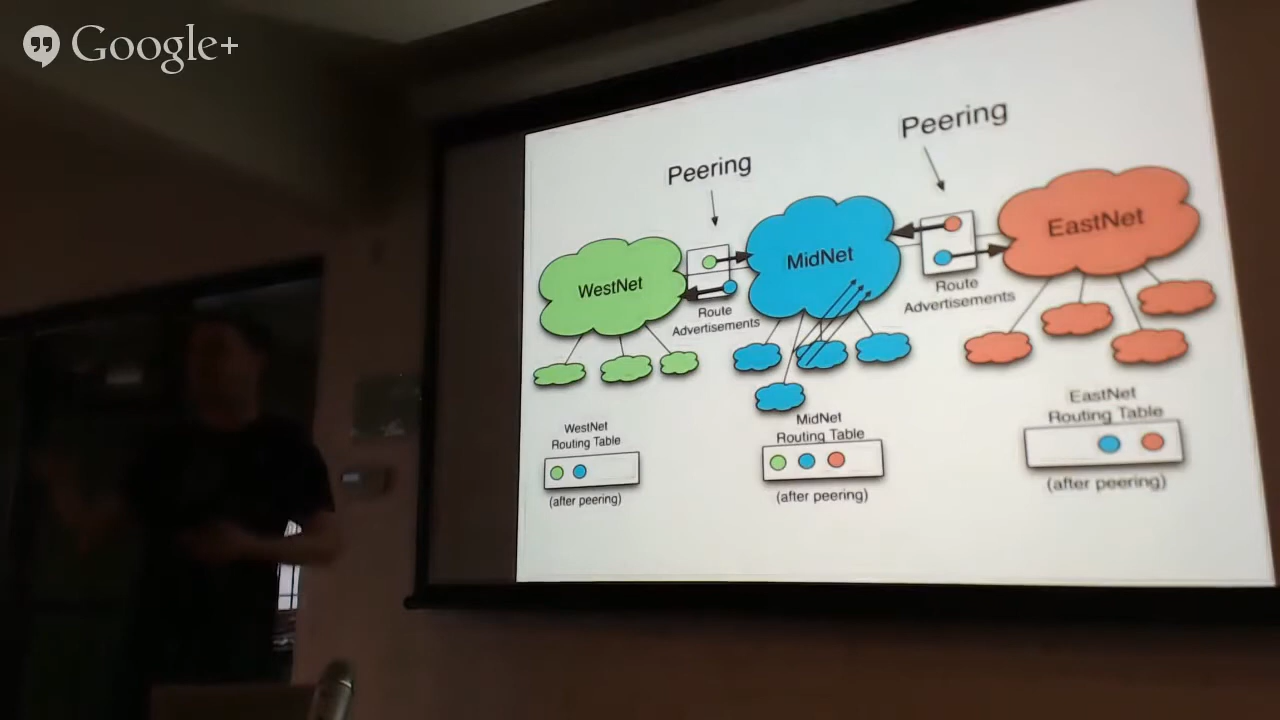 Google+
Peering
Peering
WestNet
MidNet
EastNet
Route
Advertisements
Route
Advertisements
WestNet
Routing Table
(after peering)
MidNet
Routing Table
(after peering)
EastNet
Routing Table
(after peering)